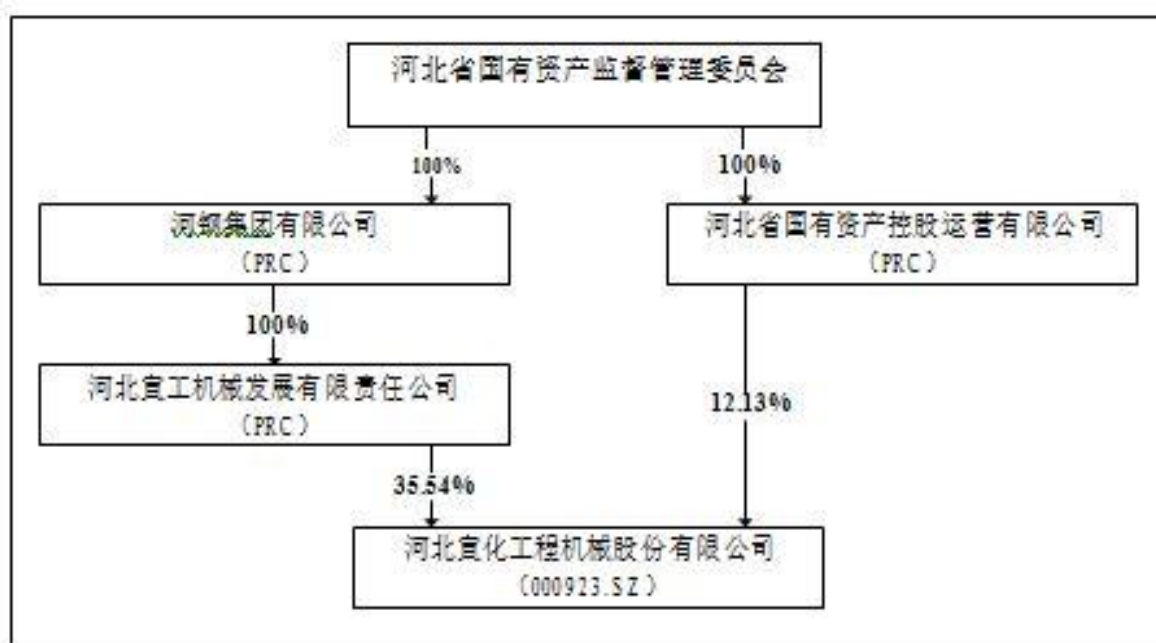 河北省国有资产监督管理委员会
100%
100%
河钢集团有限公司
(PRC)
河北省国有资产控股运营有限公司
(PRC)
100%
河北宣工机械发展有限责任公司
(PRC)
12.13%
35.54%
河北宣化工程机械股份有限公司
(000923.SZ)